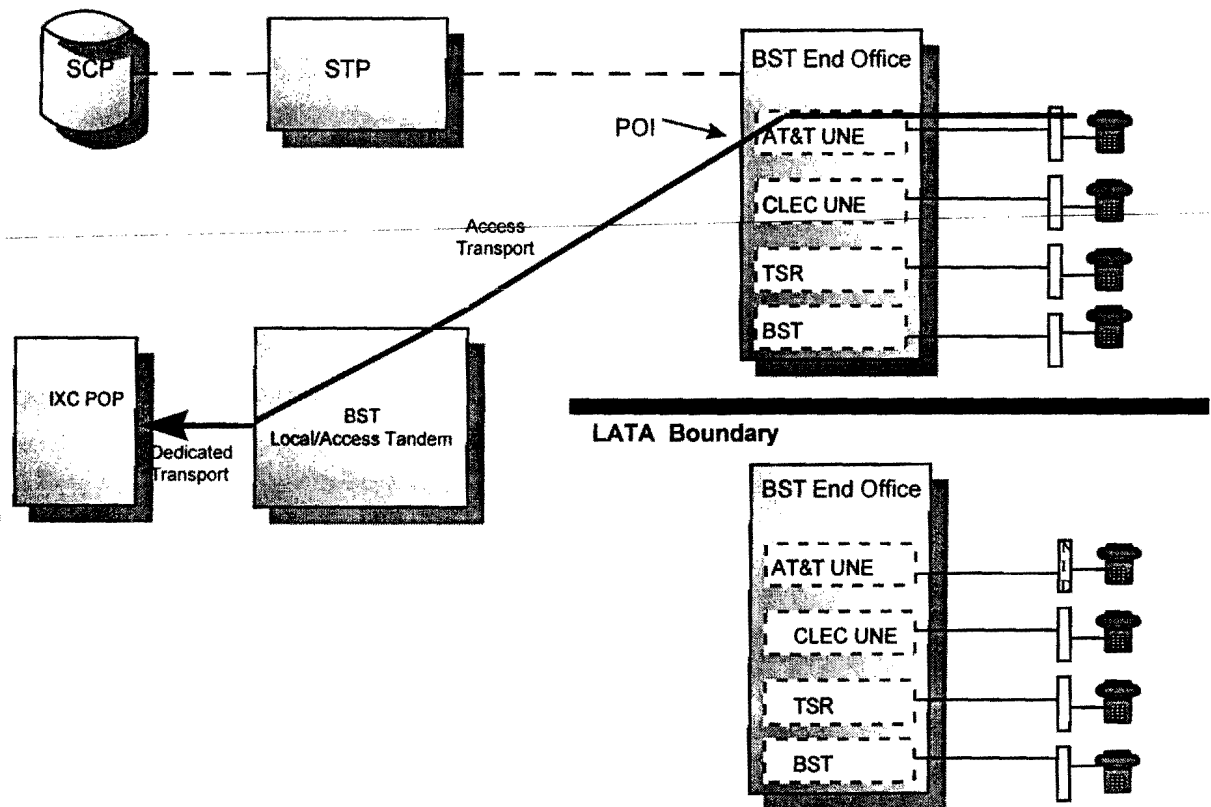 SCP
STP
BST End Office
POI
AT&T UNE
CLEC UNE
TSR
BST
Access
Transport
IXC POP
BST
Local/Access Tandem
Dedicated
Transport
LATA Boundary
BST End Office
AT&T UNE
CLEC UNE
TSR
BST